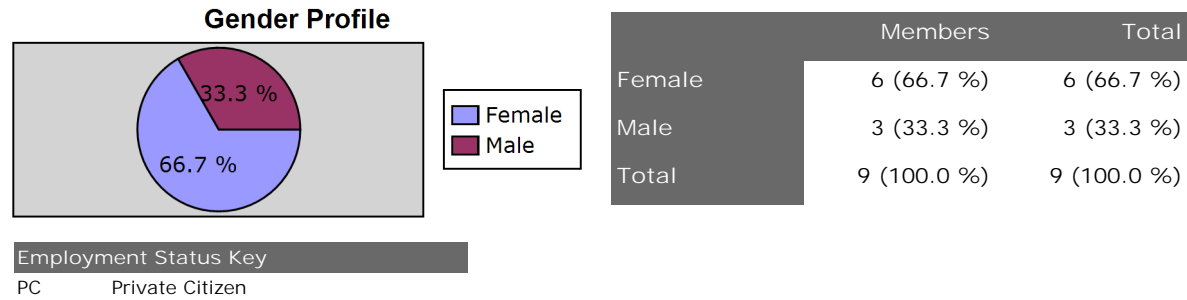 Gender Profile
33.3 %
66.7 %
Female
Male
Members Total
Female 6 (66.7 %) 6 (66.7 %)
Male 3 (33.3 %) 3 (33.3 %)
Total 9 (100.0 %) 9 (100.0 %)
Employment Status Key
PC Private Citizen